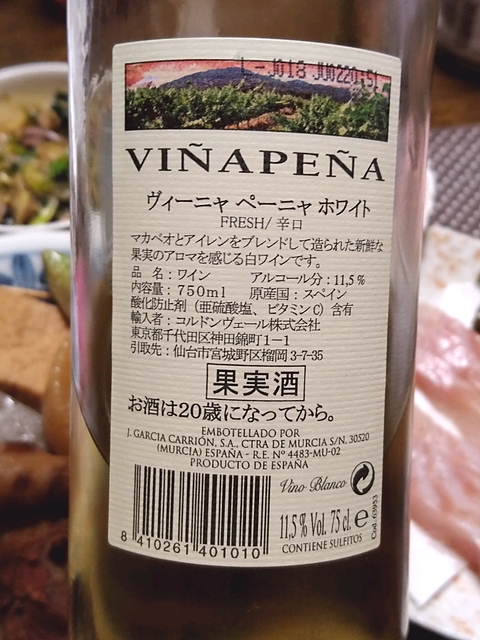 L-J018 JU0220:51
VIÑAPEÑA
ヴィーニャ ペーニャ ホワイト
FRESH/ 辛口
マカベオとアイレンをブレンドして造られた新鮮な
果実のアロマを感じる白ワインです。
品 名：ワイン アルコール分：11,5%
内容量：750ml 原産国：スペイン
酸化防止剤（亜硫酸塩、ビタミンC）含有
輸入者：コルドンヴェール株式会社
東京都千代田区神田錦町1-1
引取先：仙台市宮城野区榴岡 3-7-35
果実酒
お酒は20歳になってから。
EMBOTELLADO POR
J. GARCIA CARRIÓN, S.A., CTRA DE MURCIA S/N. 30520
(MURCIA) ESPAÑA - R.E. Nº 4483-MU-02
PRODUCTO DE ESPAÑA
Vino Blanco
11,5 % Vol. 75 cl. e
CONTIENE SULFITOS
Cod. 03953
8 410261 401010